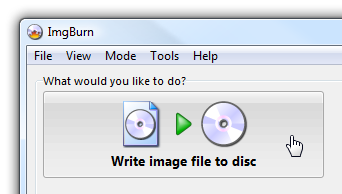 ImgBurn
File View Mode Tools Help
What would you like to do?
Write image file to disc